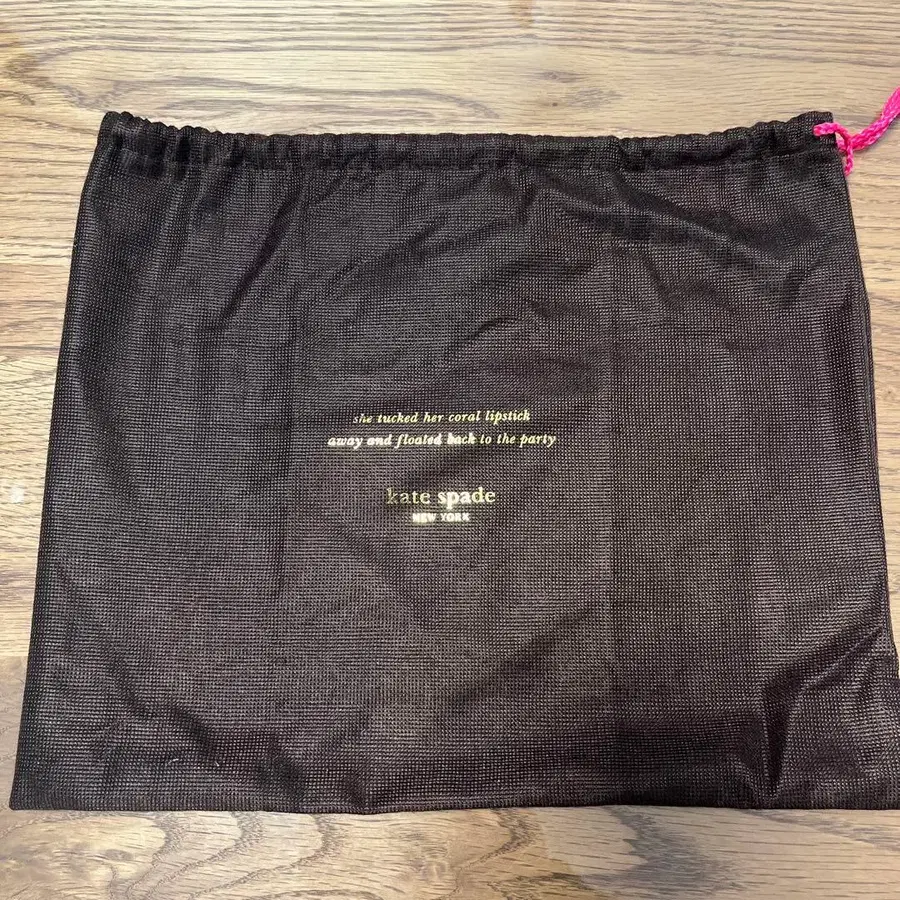 she tucked her coral lipstick
away and floated back to the party
kate spade
NEW YORK